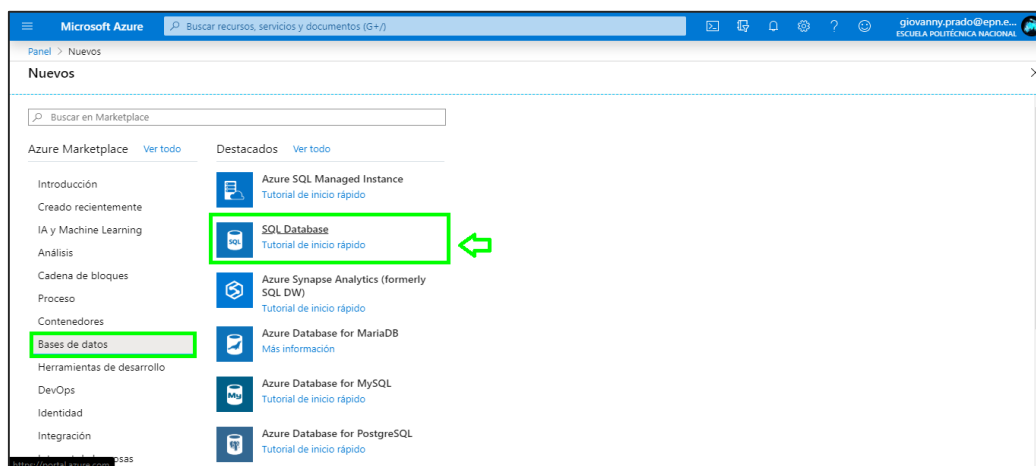 Microsoft Azure
Buscar recursos, servicios y documentos (G+/)
giovanny.prado@epn.e...
ESCUELA POLITÉCNICA NACIONAL
Panel > Nuevos
Nuevos
Buscar en Marketplace
Azure Marketplace Ver todo
Destacados Ver todo
Introducción
Creado recientemente
IA y Machine Learning
Análisis
Cadena de bloques
Proceso
Contenedores
Bases de datos
Herramientas de desarrollo
DevOps
Identidad
Integración
https://portal.azure.com
Azure SQL Managed Instance
Tutorial de inicio rápido
SQL
SQL Database
Tutorial de inicio rápido
Azure Synapse Analytics (formerly
SQL DW)
Tutorial de inicio rápido
Azure Database for MariaDB
Más información
My
Azure Database for MySQL
Tutorial de inicio rápido
Azure Database for PostgreSQL
Tutorial de inicio rápido